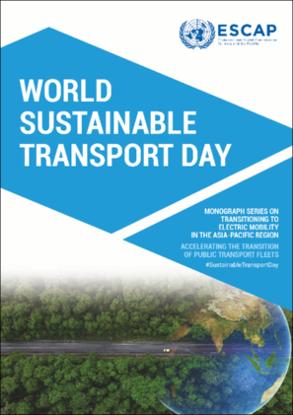 ESCAP
WORLD
SUSTAINABLE
TRANSPORT DAY
MONOGRAPH SERIES ON
TRANSITIONING TO
ELECTRIC MOBILITY
IN THE ASIA-PACIFIC REGION
ACCELERATING THE TRANSITION
OF PUBLIC TRANSPORT FLEETS
#SustainableTransportDay